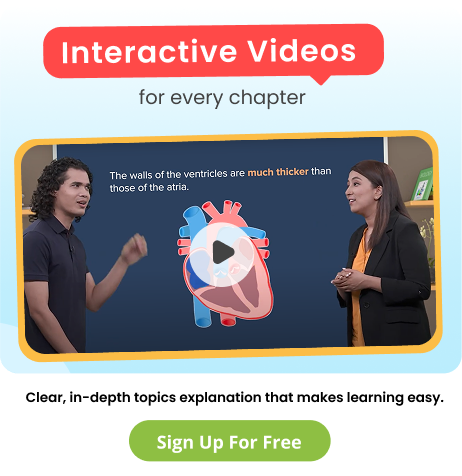 Interactive Videos
for every chapter
The walls of the ventricles are much thicker than
those of the atria.
Clear, in-depth topics explanation that makes learning easy.
Sign Up For Free